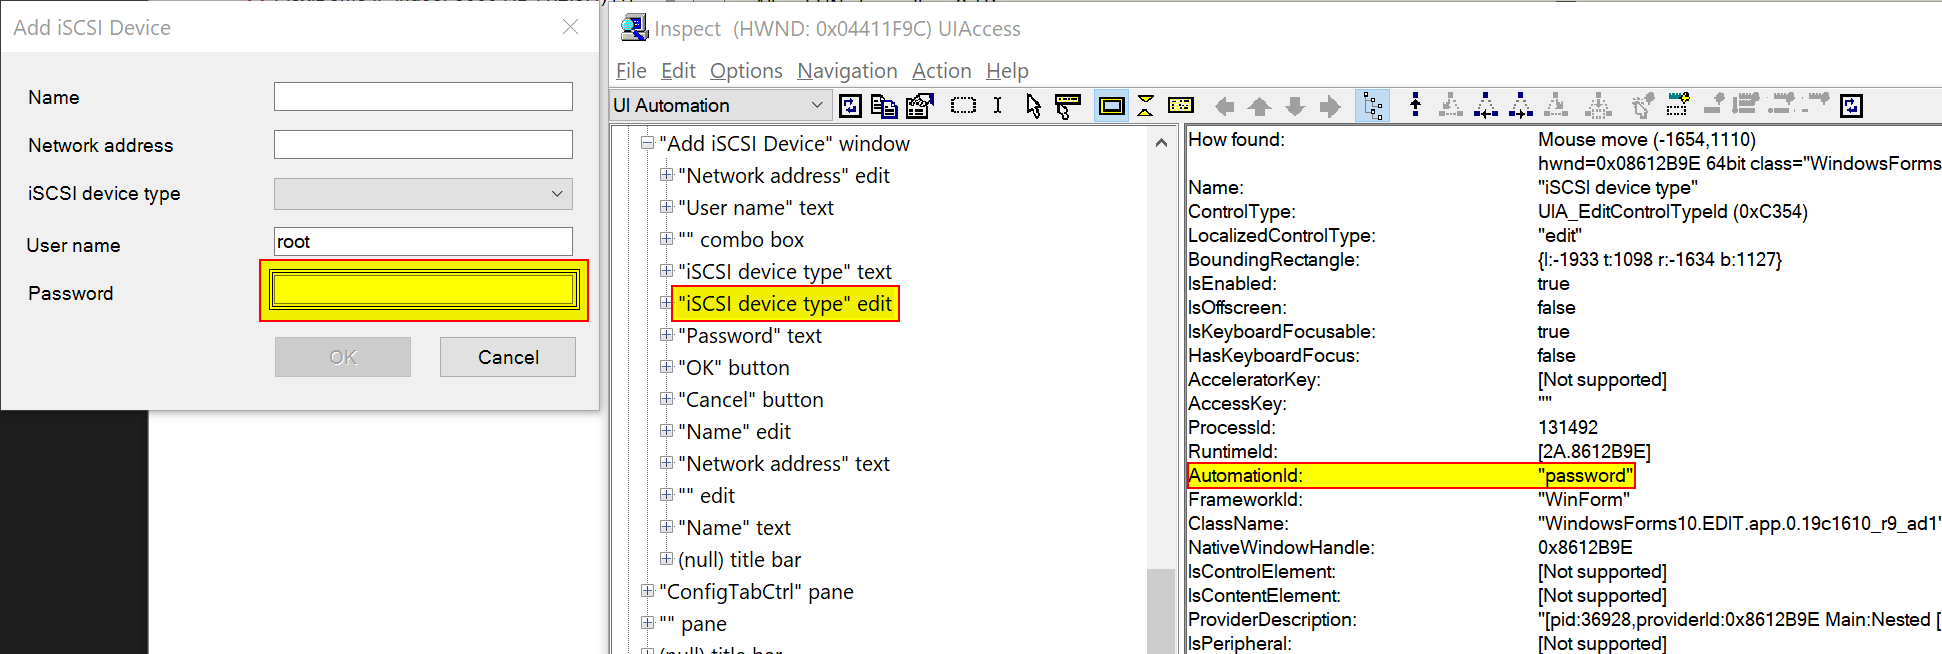 Add iSCSI Device
Name
Network address
iSCSI device type
User name
root
Password
OK
Cancel
Inspect (HWND: 0x04411F9C) UIAccess
File Edit Options Navigation Action Help
UI Automation
"Add iSCSI Device" window
"Network address" edit
"User name" text
"" combo box
"iSCSI device type" text
"iSCSI device type" edit
"Password" text
"OK" button
"Cancel" button
"Name" edit
"Network address" text
"" edit
"Name" text
(null) title bar
"ConfigTabCtrl" pane
"" pane
(null) title bar
How found: Mouse move (-1654,1110)
hwnd=0x08612B9E 64bit class="WindowsForms
Name: "iSCSI device type"
ControlType: UIA_EditControlTypeId (0xC354)
LocalizedControlType: "edit"
BoundingRectangle: {l:-1933 t:1098 r:-1634 b:1127}
IsEnabled: true
IsOffscreen: false
IsKeyboardFocusable: true
HasKeyboardFocus: false
AcceleratorKey: [Not supported]
AccessKey: ""
ProcessId: 131492
RuntimeId: [2A.8612B9E]
AutomationId: "password"
FrameworkId: "WinForm"
ClassName: "WindowsForms10.EDIT.app.0.19c1610_r9_ad1"
NativeWindowHandle: 0x8612B9E
IsControlElement: [Not supported]
IsContentElement: [Not supported]
ProviderDescription: "[pid:36928,providerId:0x8612B9E Main:Nested [
IsPeripheral: [Not supported]